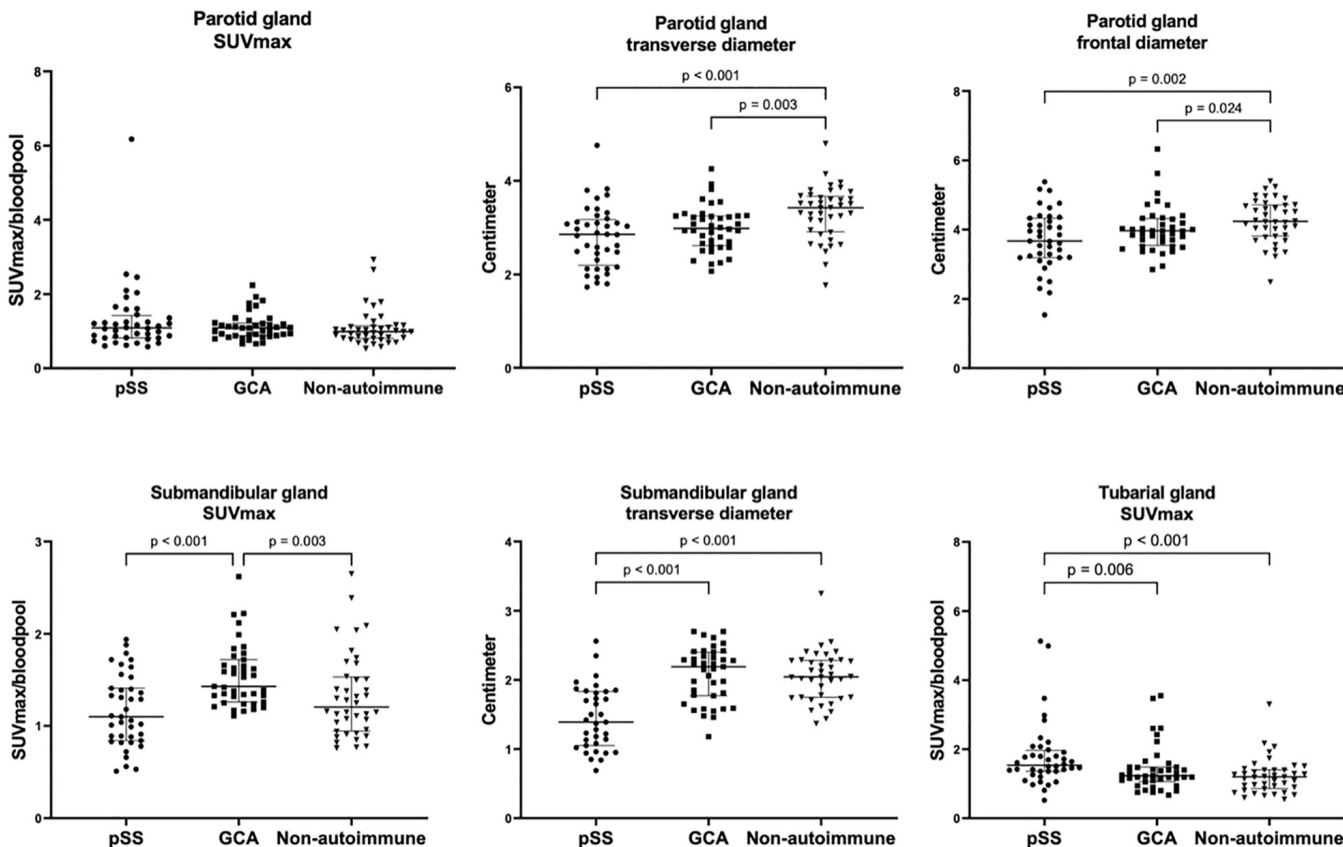 Parotid gland
SUVmax
SUVmax/bloodpool
8
6
4
2
0
pSS
GCA
Non-autoimmune
Parotid gland
transverse diameter
p < 0.001
p = 0.003
Centimeter
6
4
2
0
pSS
GCA
Non-autoimmune
Parotid gland
frontal diameter
p = 0.002
p = 0.024
Centimeter
8
6
4
2
0
pSS
GCA
Non-autoimmune
Submandibular gland
SUVmax
p < 0.001
p = 0.003
SUVmax/bloodpool
3
2
1
0
pSS
GCA
Non-autoimmune
Submandibular gland
transverse diameter
p < 0.001
p < 0.001
Centimeter
4
3
2
1
0
pSS
GCA
Non-autoimmune
Tubarial gland
SUVmax
p < 0.001
p = 0.006
SUVmax/bloodpool
8
6
4
2
0
pSS
GCA
Non-autoimmune